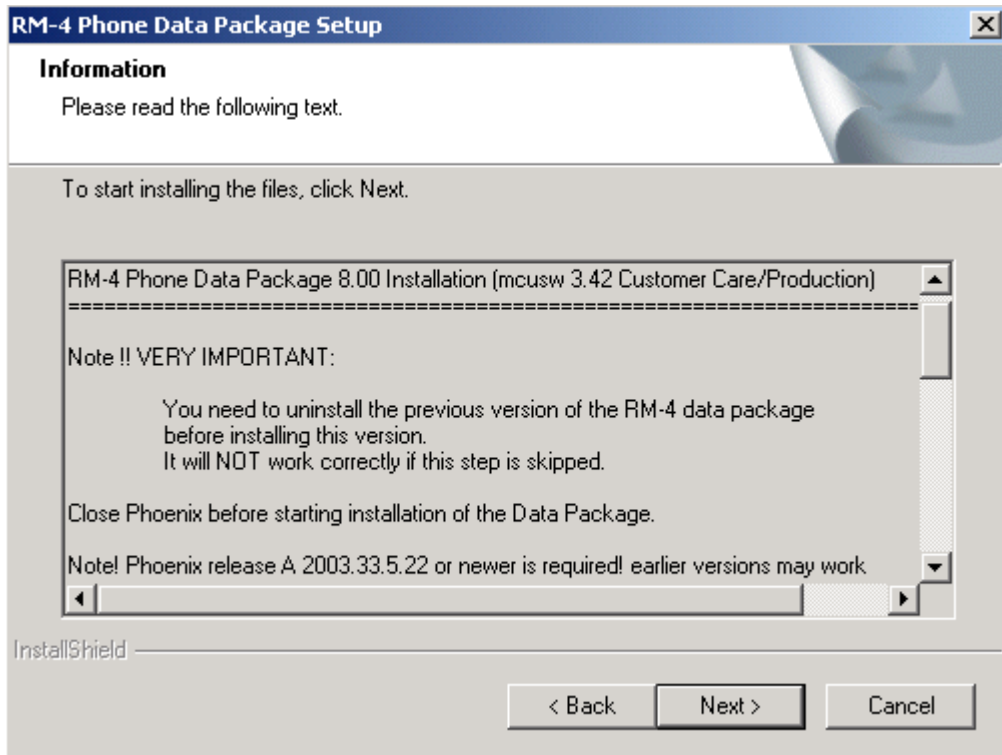 RM-4 Phone Data Package Setup
Information
Please read the following text.
To start installing the files, click Next.
RM-4 Phone Data Package 8.00 Installation (mcusw 3.42 Customer Care/Production)
=======================================================================
Note !! VERY IMPORTANT:
You need to uninstall the previous version of the RM-4 data package
before installing this version.
It will NOT work correctly if this step is skipped.
Close Phoenix before starting installation of the Data Package.
Note! Phoenix release A 2003.33.5.22 or newer is required! earlier versions may work
InstallShield
< Back
Next >
Cancel